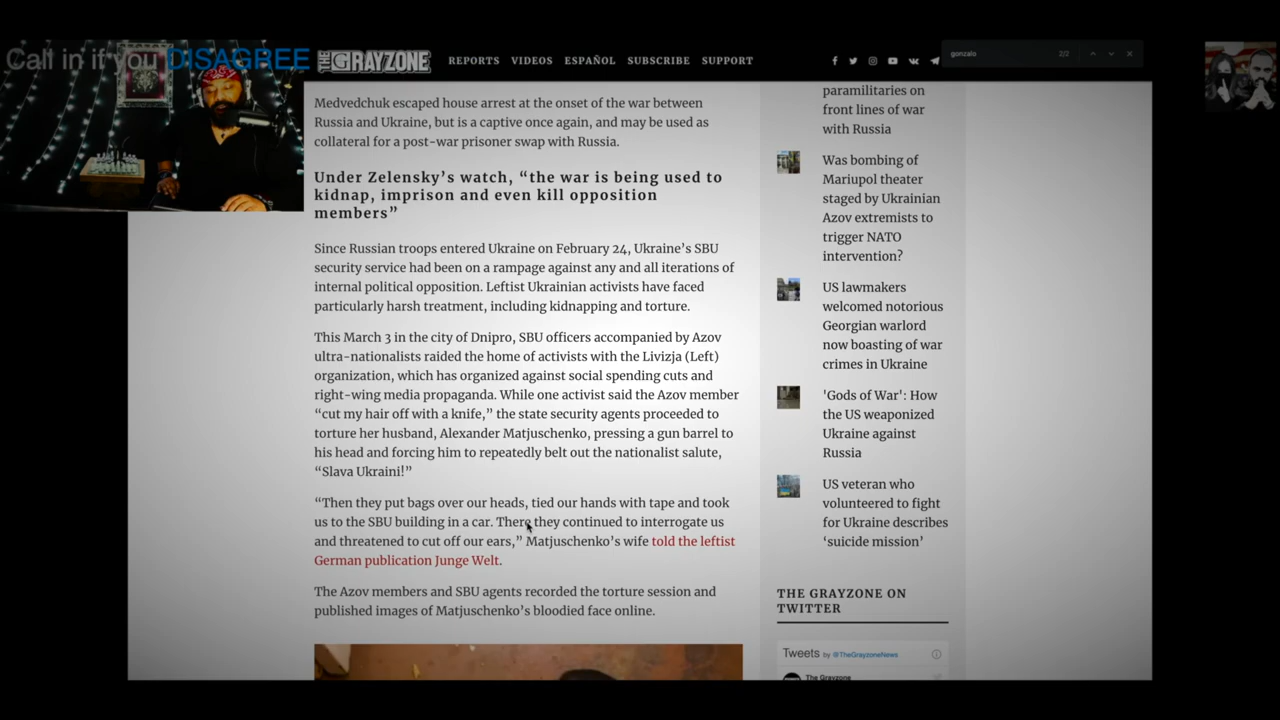 Call in if you DISAGREE
THE GRAYZONE
REPORTS VIDEOS ESPAÑOL SUBSCRIBE SUPPORT
gonzalo 2/2
Medvedchuk escaped house arrest at the onset of the war between
Russia and Ukraine, but is a captive once again, and may be used as
collateral for a post-war prisoner swap with Russia.
Under Zelensky’s watch, “the war is being used to
kidnap, imprison and even kill opposition
members”
Since Russian troops entered Ukraine on February 24, Ukraine’s SBU
security service had been on a rampage against any and all iterations of
internal political opposition. Leftist Ukrainian activists have faced
particularly harsh treatment, including kidnapping and torture.
This March 3 in the city of Dnipro, SBU officers accompanied by Azov
ultra-nationalists raided the home of activists with the Livizja (Left)
organization, which has organized against social spending cuts and
right-wing media propaganda. While one activist said the Azov member
“cut my hair off with a knife,” the state security agents proceeded to
torture her husband, Alexander Matjuschenko, pressing a gun barrel to
his head and forcing him to repeatedly belt out the nationalist salute,
“Slava Ukraini!”
“Then they put bags over our heads, tied our hands with tape and took
us to the SBU building in a car. There they continued to interrogate us
and threatened to cut off our ears,” Matjuschenko’s wife told the leftist
German publication Junge Welt.
The Azov members and SBU agents recorded the torture session and
published images of Matjuschenko’s bloodied face online.
paramilitaries on
front lines of war
with Russia
Was bombing of
Mariupol theater
staged by Ukrainian
Azov extremists to
trigger NATO
intervention?
US lawmakers
welcomed notorious
Georgian warlord
now boasting of war
crimes in Ukraine
'Gods of War': How
the US weaponized
Ukraine against
Russia
US veteran who
volunteered to fight
for Ukraine describes
‘suicide mission’
THE GRAYZONE ON
TWITTER
Tweets by @TheGrayzoneNews
The Grayzone